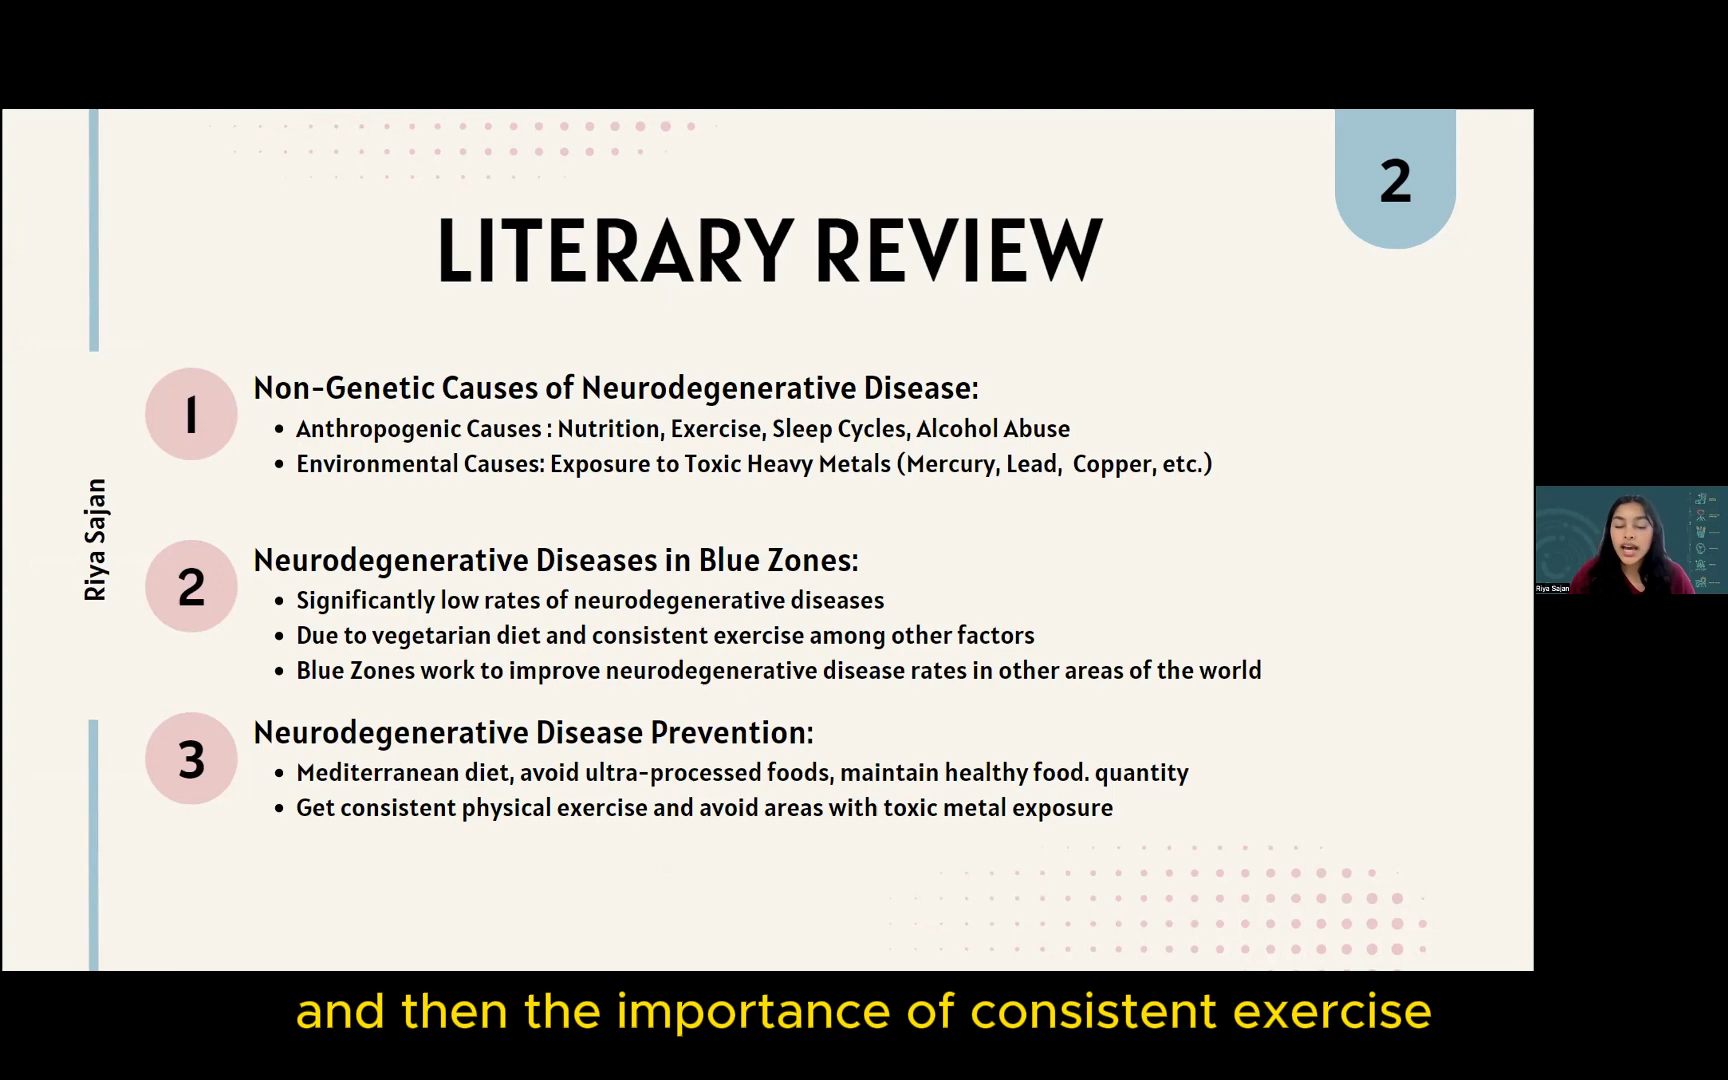 2
LITERARY REVIEW
1
Non-Genetic Causes of Neurodegenerative Disease:
• Anthropogenic Causes : Nutrition, Exercise, Sleep Cycles, Alcohol Abuse
• Environmental Causes: Exposure to Toxic Heavy Metals (Mercury, Lead, Copper, etc.)
Riya Sajan
2
Neurodegenerative Diseases in Blue Zones:
• Significantly low rates of neurodegenerative diseases
• Due to vegetarian diet and consistent exercise among other factors
• Blue Zones work to improve neurodegenerative disease rates in other areas of the world
3
Neurodegenerative Disease Prevention:
• Mediterranean diet, avoid ultra-processed foods, maintain healthy food. quantity
• Get consistent physical exercise and avoid areas with toxic metal exposure
Riya Sajan
and then the importance of consistent exercise